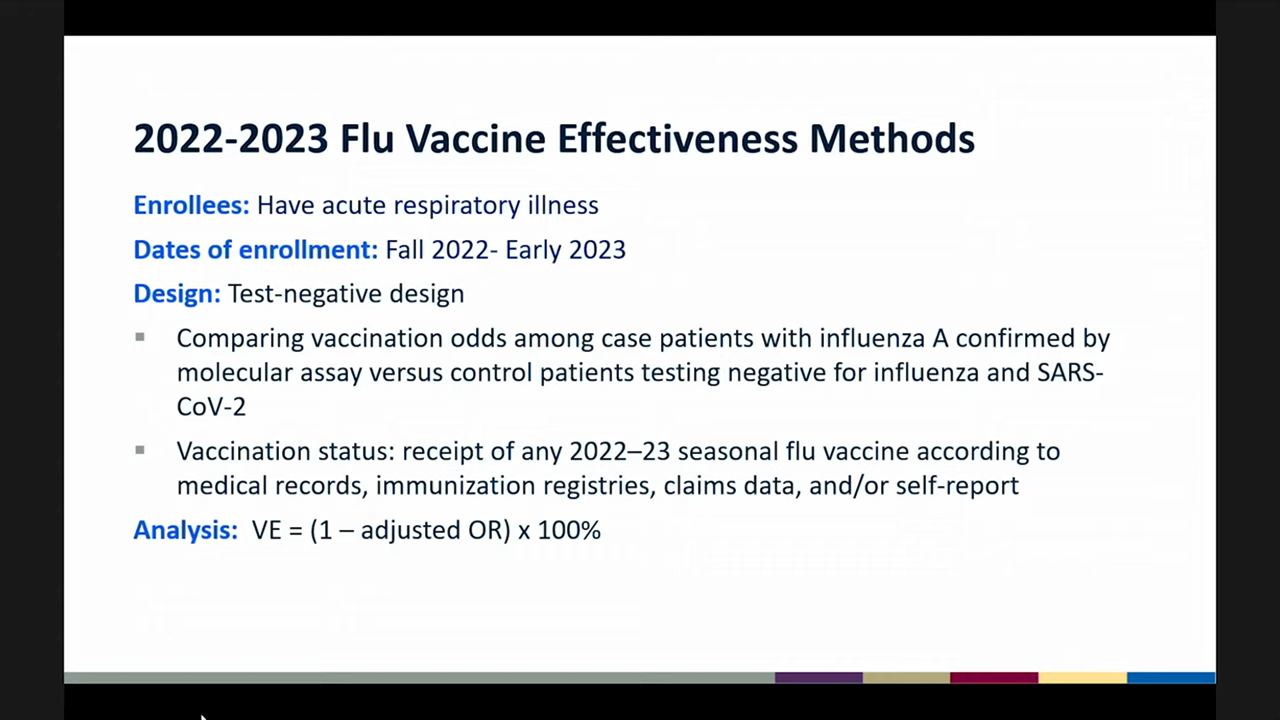 2022-2023 Flu Vaccine Effectiveness Methods
Enrollees: Have acute respiratory illness
Dates of enrollment: Fall 2022- Early 2023
Design: Test-negative design
▪ Comparing vaccination odds among case patients with influenza A confirmed by
molecular assay versus control patients testing negative for influenza and SARS-
CoV-2
▪ Vaccination status: receipt of any 2022–23 seasonal flu vaccine according to
medical records, immunization registries, claims data, and/or self-report
Analysis: VE = (1 – adjusted OR) x 100%